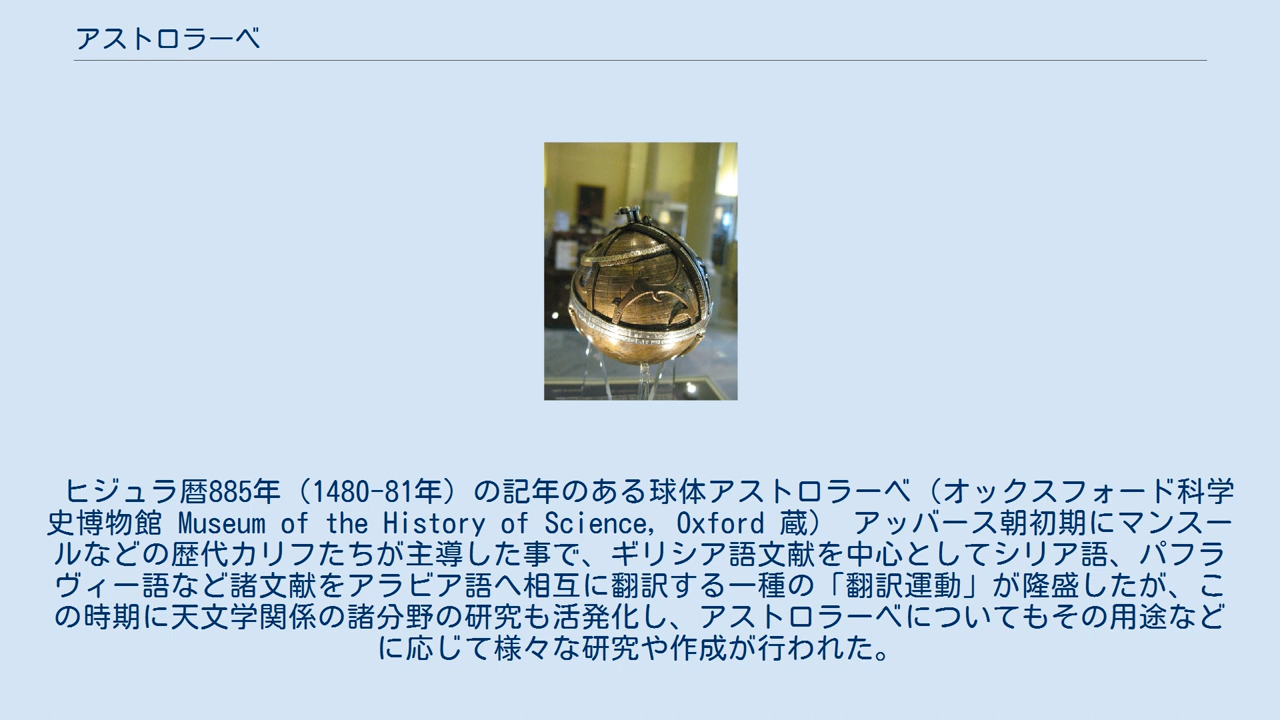 アストロラーベ
ヒジュラ暦885年（1480-81年）の記年のある球体アストロラーベ（オックスフォード科学
史博物館 Museum of the History of Science, Oxford 蔵） アッバース朝初期にマンスー
ルなどの歴代カリフたちが主導した事で、ギリシア語文献を中心としてシリア語、パフラ
ヴィー語など諸文献をアラビア語へ相互に翻訳する一種の「翻訳運動」が隆盛したが、こ
の時期に天文学関係の諸分野の研究も活発化し、アストロラーベについてもその用途など
に応じて様々な研究や作成が行われた。